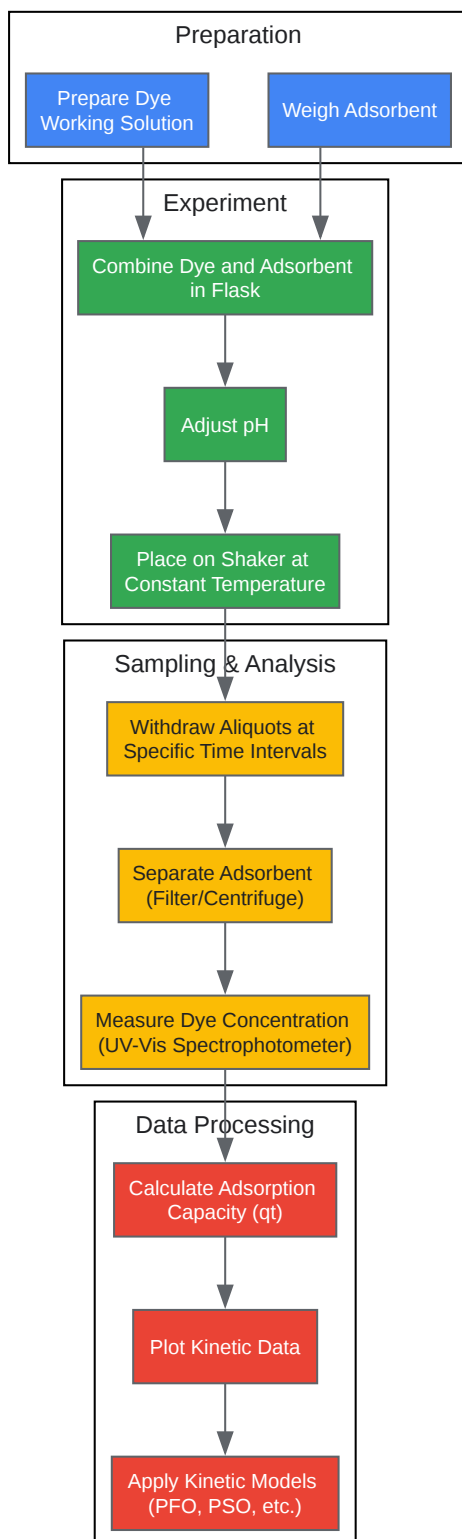 Preparation
Prepare Dye
Working Solution
Weigh Adsorbent
Experiment
Combine Dye and Adsorbent
in Flask
Adjust pH
Place on Shaker at
Constant Temperature
Sampling & Analysis
Withdraw Aliquots at
Specific Time Intervals
Separate Adsorbent
(Filter/Centrifuge)
Measure Dye Concentration
(UV-Vis Spectrophotometer)
Data Processing
Calculate Adsorption
Capacity (qt)
Plot Kinetic Data
Apply Kinetic Models
(PFO, PSO, etc.)